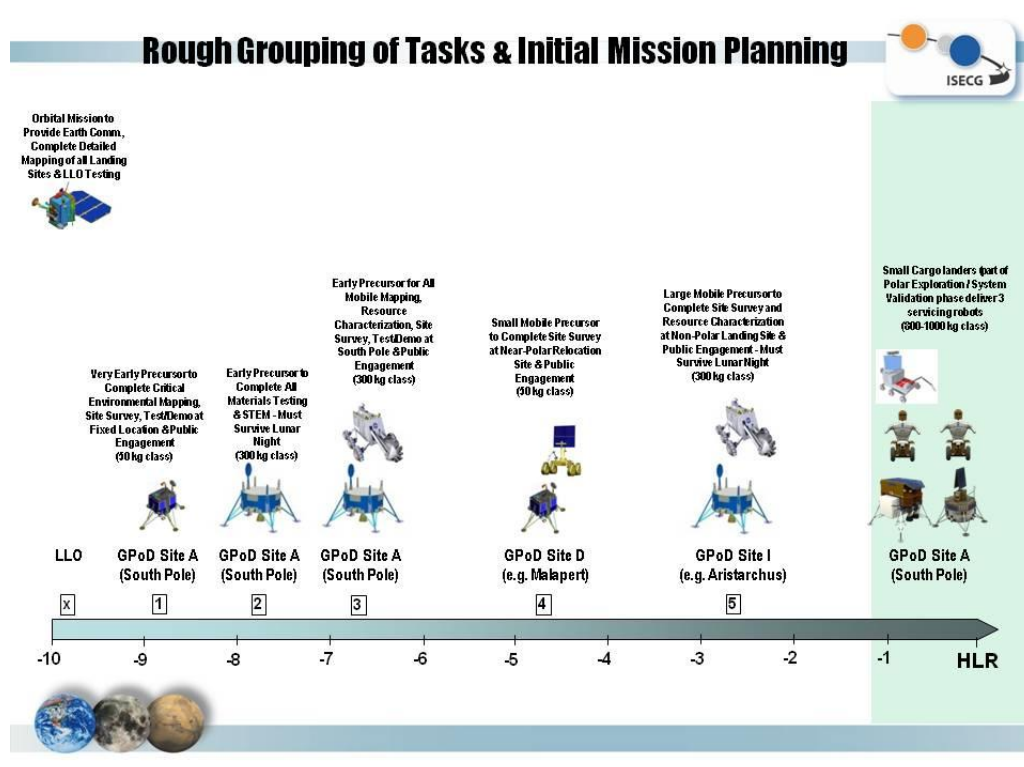 Rough Grouping of Tasks & Initial Mission Planning
ISECG
Orbital Mission to
Provide Earth Comm.,
Complete Detailed
Mapping of all Landing
Sites & LLO Testing
Very Early Precursor to
Complete Critical
Environmental Mapping,
Site Survey, Test/Demo at
Fixed Location & Public
Engagement
(50 kg class)
Early Precursor to
Complete All
Materials Testing
& STEM - Must
Survive Lunar
Night
(300 kg class)
Early Precursor for All
Mobile Mapping,
Resource
Characterization, Site
Survey, Test/Demo at
South Pole & Public
Engagement
(300 kg class)
Small Mobile Precursor
to Complete Site Survey
at Near-Polar Relocation
Site & Public
Engagement
(50 kg class)
Large Mobile Precursor to
Complete Site Survey and
Resource Characterization
at Non-Polar Landing Site &
Public Engagement - Must
Survive Lunar Night
(300 kg class)
Small Cargo landers (part of
Polar Exploration / System
Validation phase deliver 3
servicing robots
(800-1000 kg class)
LLO
GPoD Site A
(South Pole)
GPoD Site A
(South Pole)
GPoD Site A
(South Pole)
GPoD Site D
(e.g. Malapert)
GPoD Site I
(e.g. Aristarchus)
GPoD Site A
(South Pole)
x
1
2
3
4
5
-10
-9
-8
-7
-6
-5
-4
-3
-2
-1
HLR